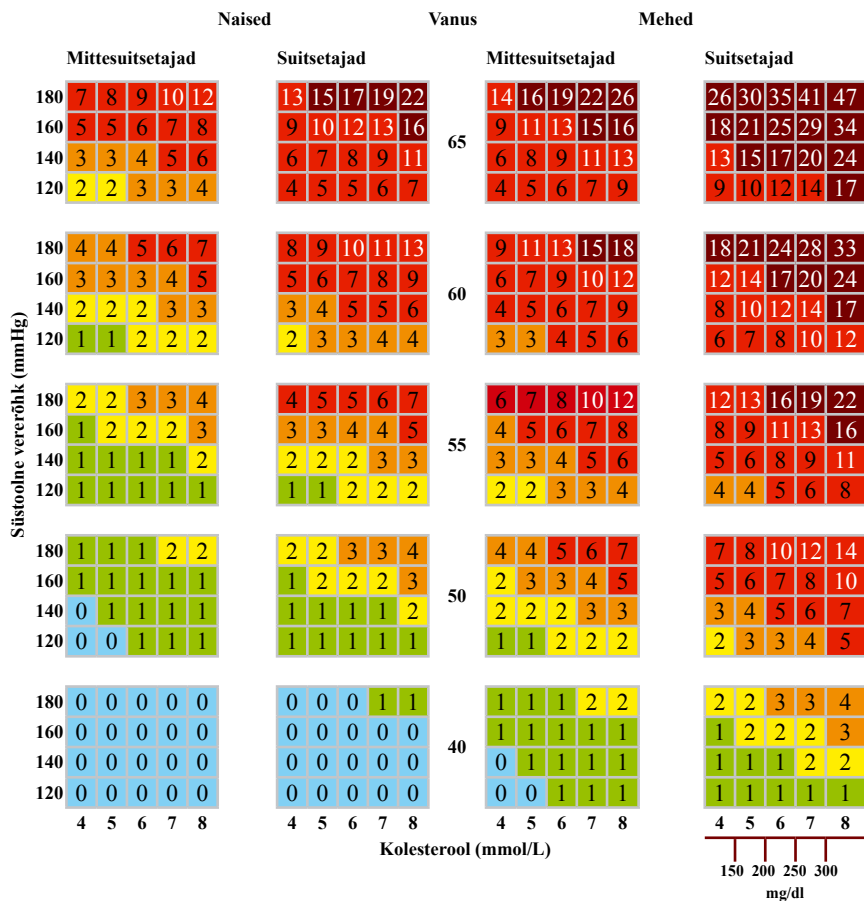 Naised Vanus Mehed
Mittesuitsetajad Suitsetajad Mittesuitsetajad Suitsetajad
180 7 8 9 10 12 13 15 17 19 22 14 16 19 22 26 26 30 35 41 47
160 5 5 6 7 8 9 10 12 13 16 9 11 13 15 16 18 21 25 29 34
65
140 3 3 4 5 6 6 7 8 9 11 6 8 9 11 13 13 15 17 20 24
120 2 2 3 3 4 4 5 5 6 7 4 5 6 7 9 9 10 12 14 17
180 4 4 5 6 7 8 9 10 11 13 9 11 13 15 18 18 21 24 28 33
160 3 3 3 4 5 5 6 7 8 9 6 7 9 10 12 12 14 17 20 24
60
140 2 2 2 3 3 3 4 5 5 6 4 5 6 7 9 8 10 12 14 17
120 1 1 2 2 2 2 3 3 4 4 3 3 4 5 6 6 7 8 10 12
Süstoolne vererõhk (mmHg)
180 2 2 3 3 4 4 5 5 6 7 6 7 8 10 12 12 13 16 19 22
160 1 2 2 2 3 3 3 4 4 5 4 5 6 7 8 8 9 11 13 16
55
140 1 1 1 1 2 2 2 2 3 3 3 3 4 5 6 5 6 8 9 11
120 1 1 1 1 1 1 1 2 2 2 2 2 3 3 4 4 4 5 6 8
180 1 1 1 2 2 2 2 3 3 4 4 4 5 6 7 7 8 10 12 14
160 1 1 1 1 1 1 2 2 2 3 2 3 3 4 5 5 6 7 8 10
50
140 0 1 1 1 1 1 1 1 1 2 2 2 2 3 3 3 4 5 6 7
120 0 0 1 1 1 1 1 1 1 1 1 1 2 2 2 2 3 3 4 5
180 0 0 0 0 0 0 0 0 1 1 1 1 1 2 2 2 2 3 3 4
160 0 0 0 0 0 0 0 0 0 0 1 1 1 1 1 1 2 2 2 3
40
140 0 0 0 0 0 0 0 0 0 0 0 1 1 1 1 1 1 1 2 2
120 0 0 0 0 0 0 0 0 0 0 0 0 1 1 1 1 1 1 1 1
4 5 6 7 8 4 5 6 7 8 4 5 6 7 8 4 5 6 7 8
Kolesterool (mmol/L)
150 200 250 300
mg/dl